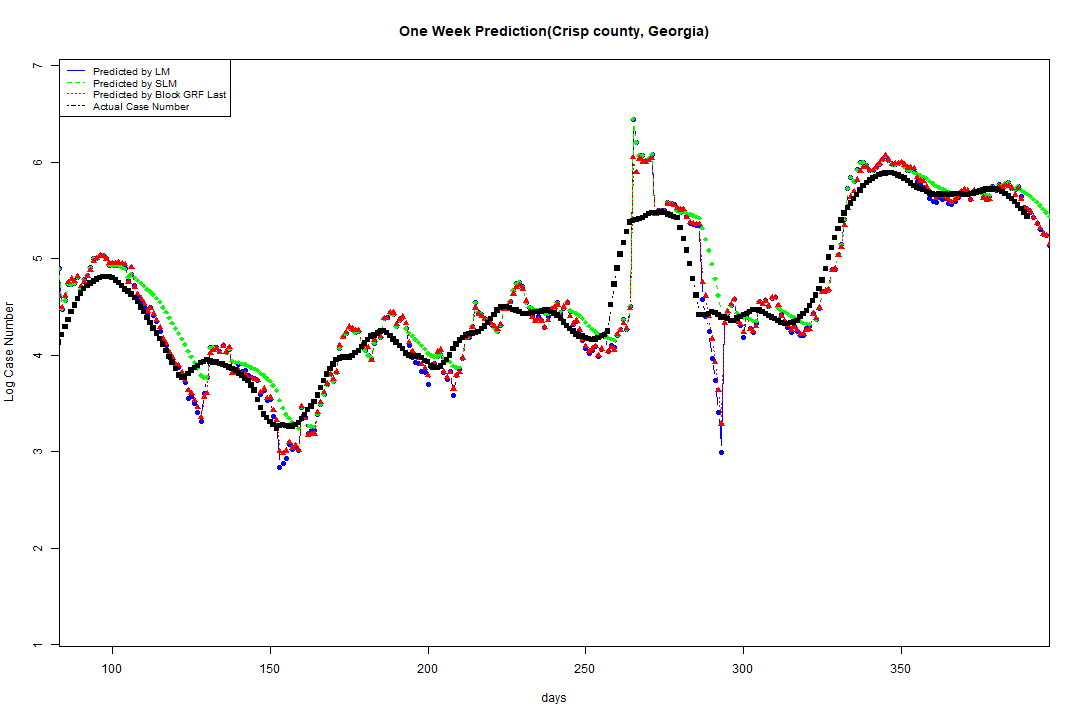 One Week Prediction(Crisp county, Georgia)
Predicted by LM
Predicted by SLM
Predicted by Block GRF Last
Actual Case Number
7
6
5
4
3
2
1
Log Case Number
100 150 200 250 300 350
days